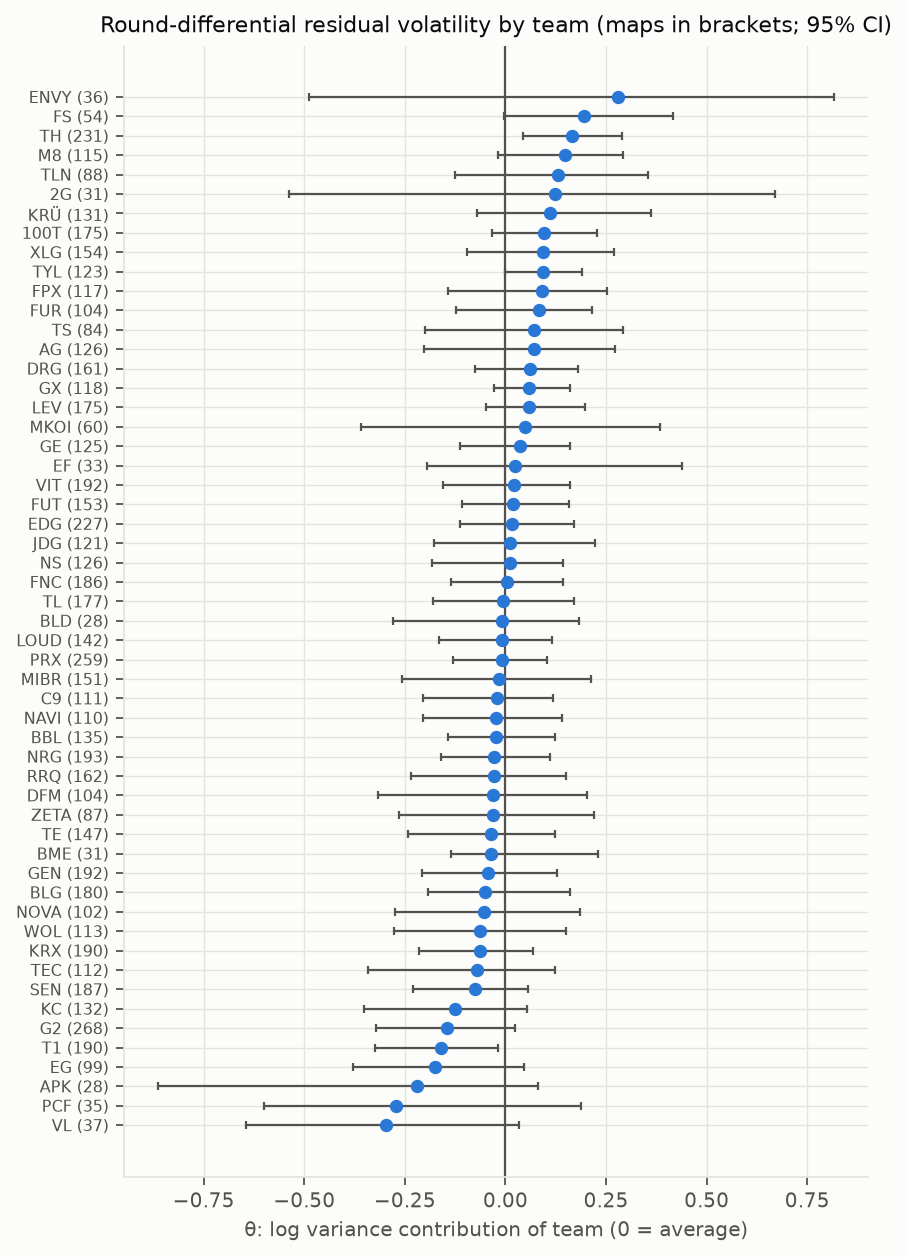 Round-differential residual volatility by team (maps in brackets; 95% CI)
ENVY (36)
FS (54)
TH (231)
M8 (115)
TLN (88)
2G (31)
KRÜ (131)
100T (175)
XLG (154)
TYL (123)
FPX (117)
FUR (104)
TS (84)
AG (126)
DRG (161)
GX (118)
LEV (175)
MKOI (60)
GE (125)
EF (33)
VIT (192)
FUT (153)
EDG (227)
JDG (121)
NS (126)
FNC (186)
TL (177)
BLD (28)
LOUD (142)
PRX (259)
MIBR (151)
C9 (111)
NAVI (110)
BBL (135)
NRG (193)
RRQ (162)
DFM (104)
ZETA (87)
TE (147)
BME (31)
GEN (192)
BLG (180)
NOVA (102)
WOL (113)
KRX (190)
TEC (112)
SEN (187)
KC (132)
G2 (268)
T1 (190)
EG (99)
APK (28)
PCF (35)
VL (37)
−0.75 −0.50 −0.25 0.00 0.25 0.50 0.75
θ: log variance contribution of team (0 = average)